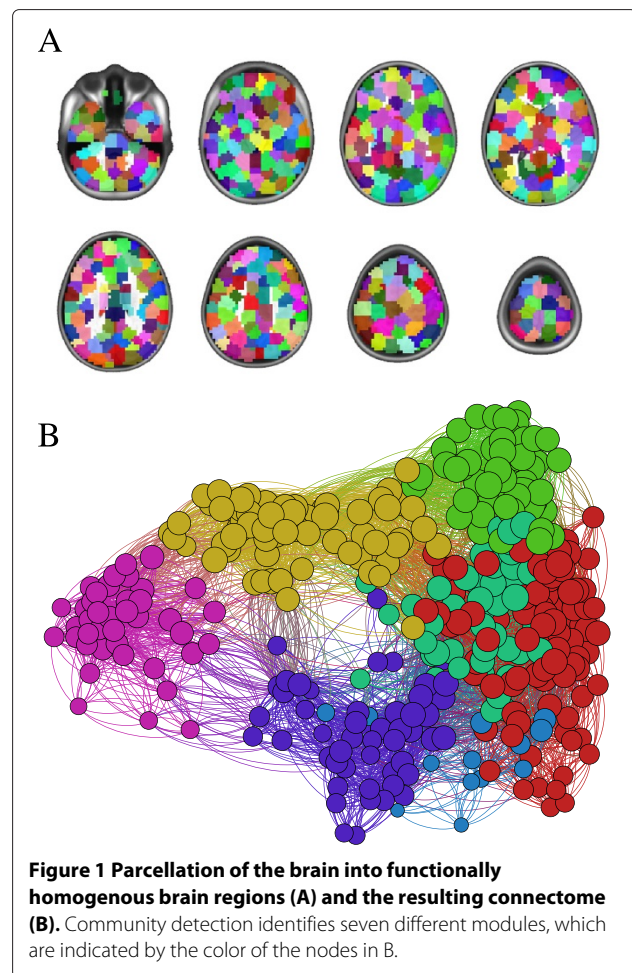 A
B
Figure 1 Parcellation of the brain into functionally
homogenous brain regions (A) and the resulting connectome
(B). Community detection identifies seven different modules, which
are indicated by the color of the nodes in B.